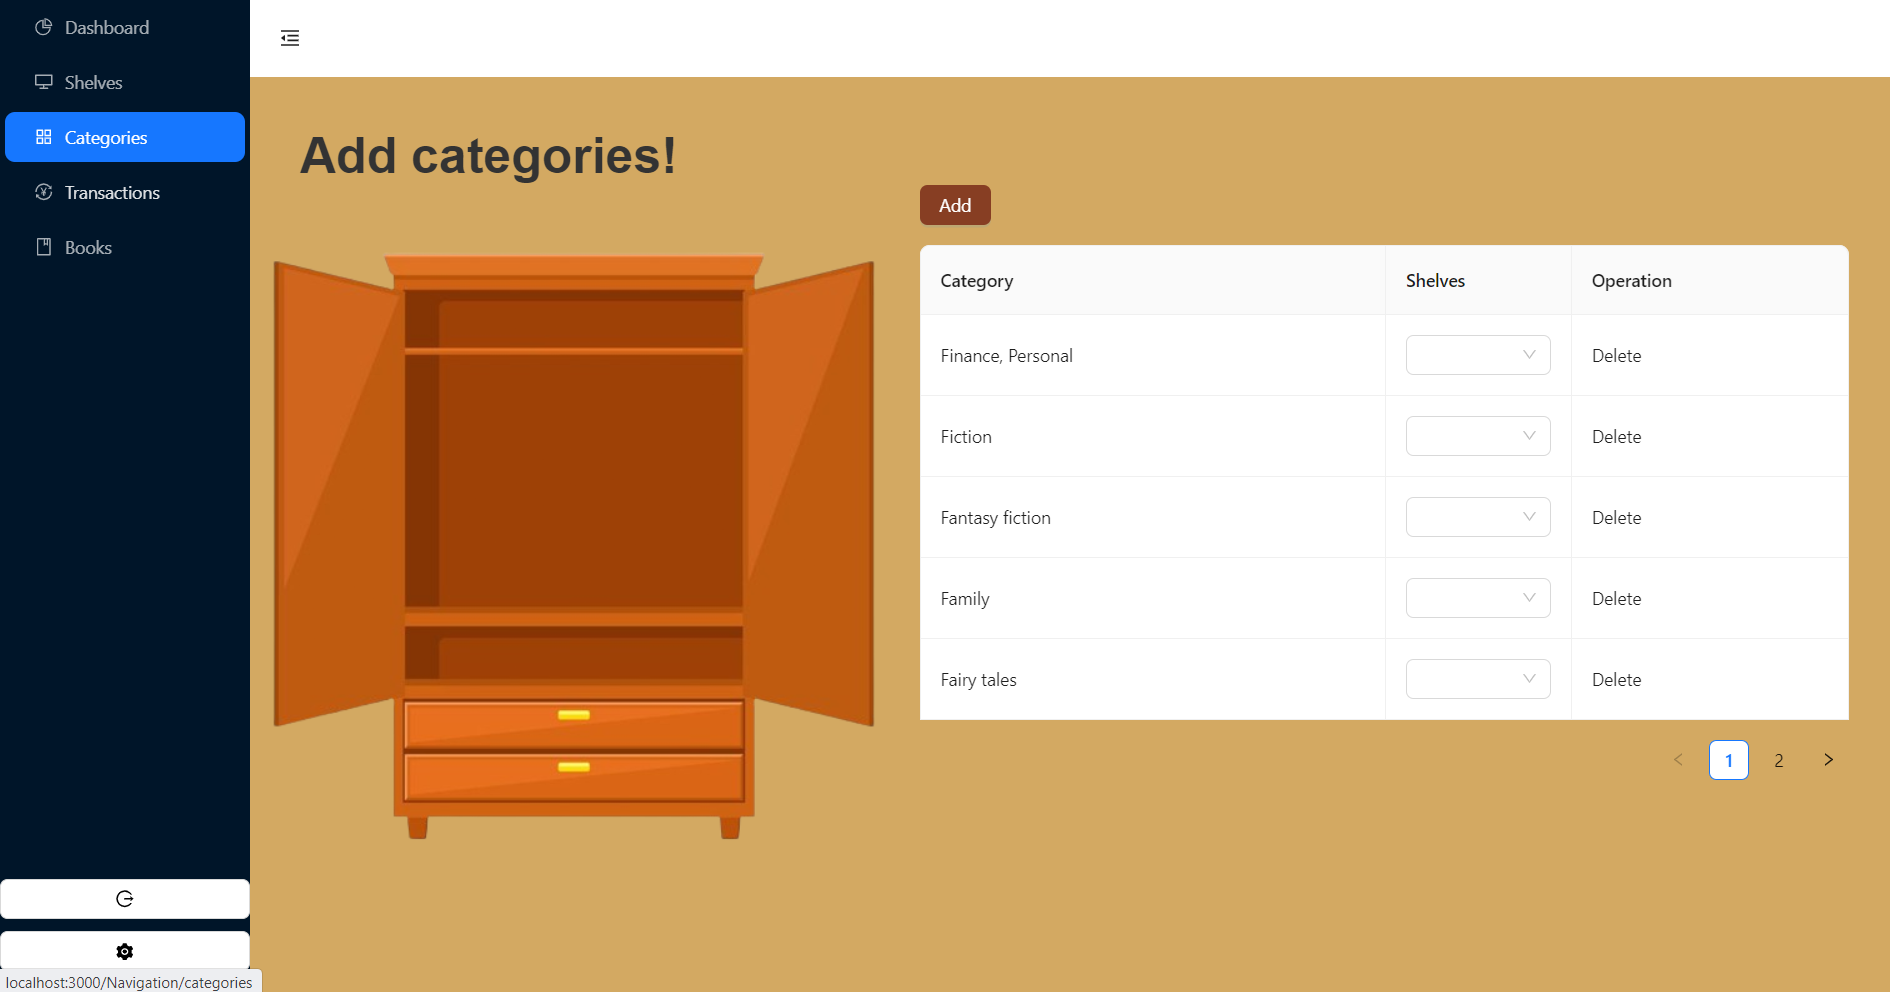 Dashboard
Shelves
Categories
Transactions
Books
Add categories!
Add
Category Shelves Operation
Finance, Personal Delete
Fiction Delete
Fantasy fiction Delete
Family Delete
Fairy tales Delete
1 2
localhost:3000/Navigation/categories